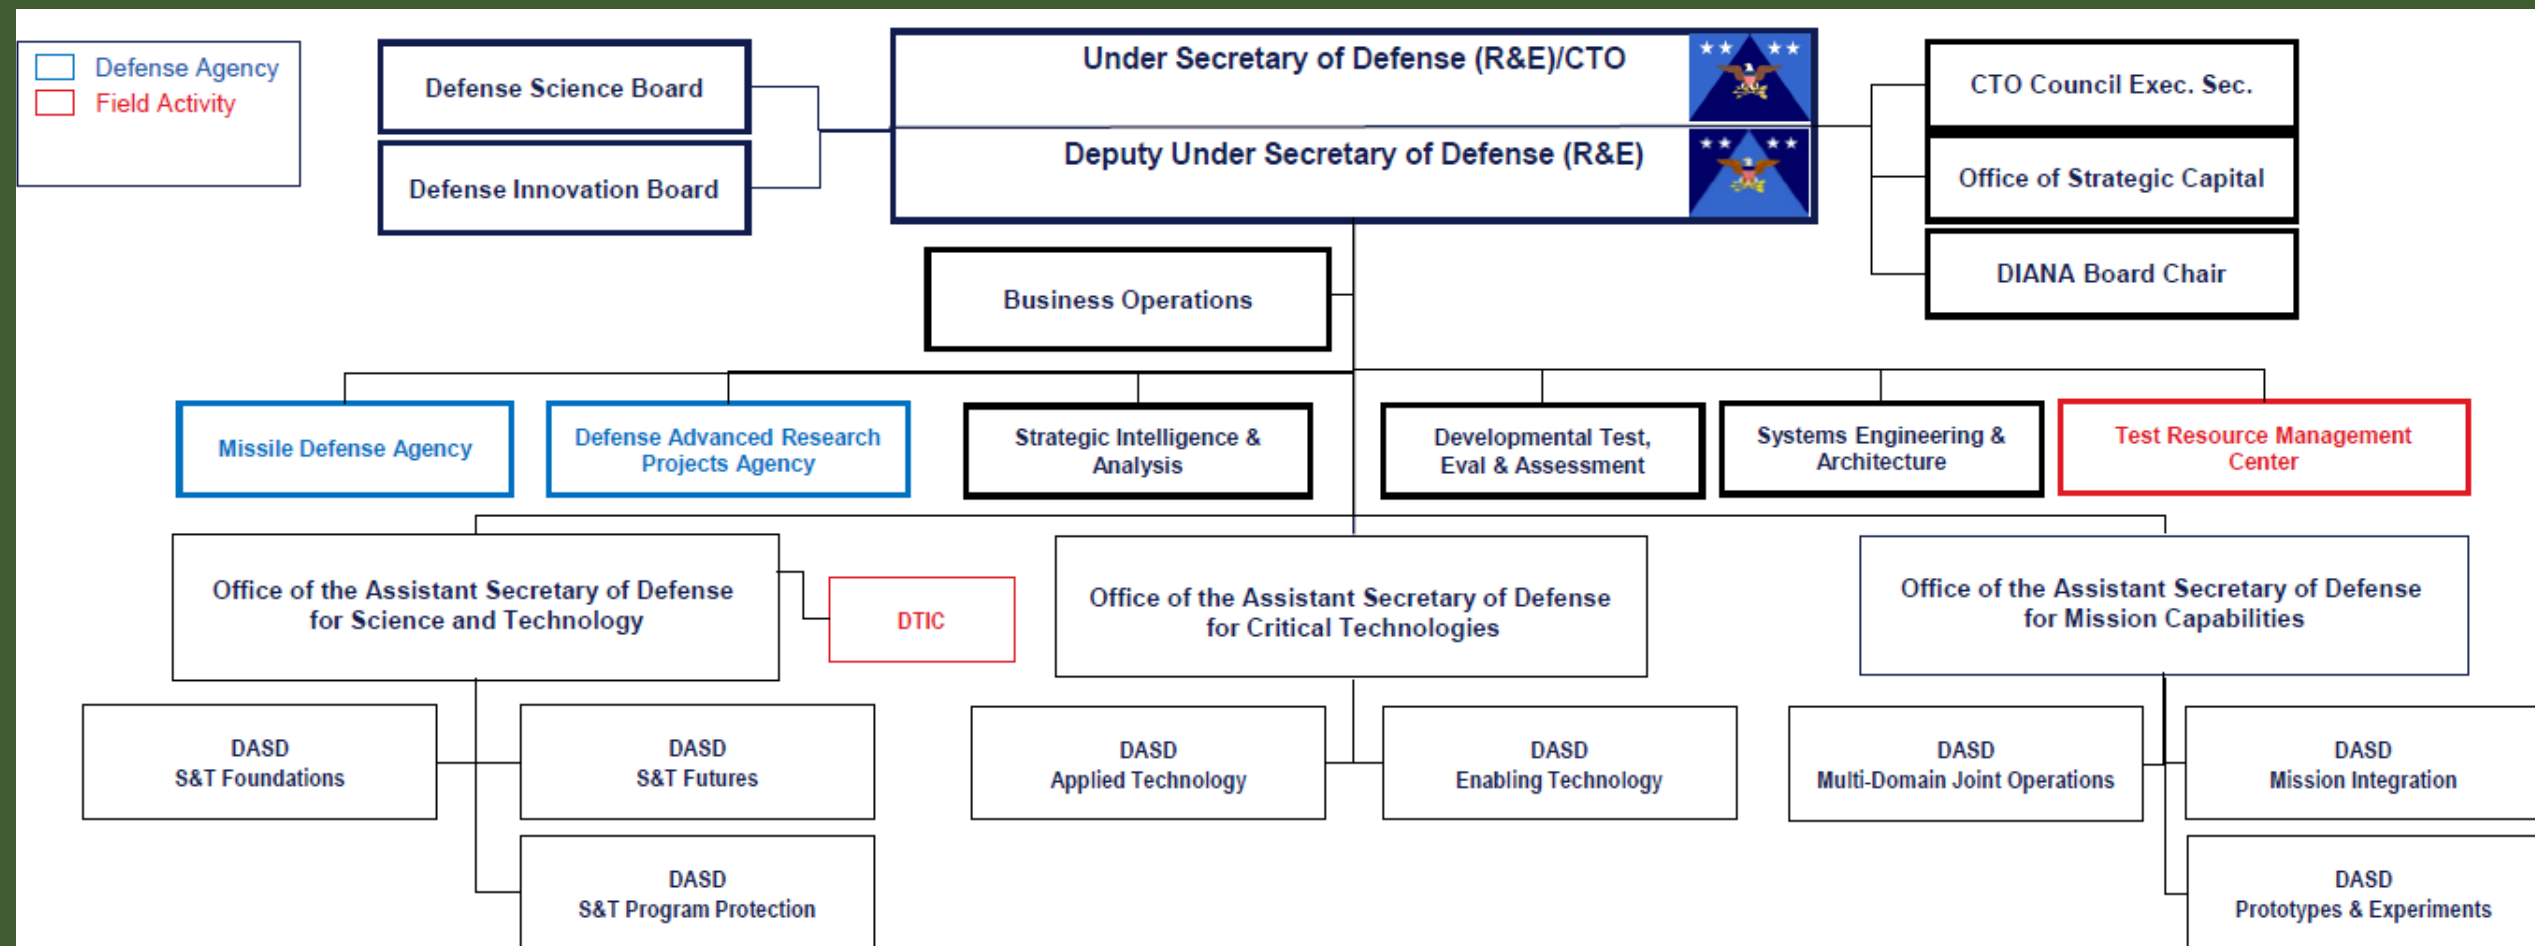 Defense Agency
Field Activity
Defense Science Board
Defense Innovation Board
Under Secretary of Defense (R&E)/CTO
Deputy Under Secretary of Defense (R&E)
CTO Council Exec. Sec.
Office of Strategic Capital
DIANA Board Chair
Business Operations
Missile Defense Agency
Defense Advanced Research
Projects Agency
Strategic Intelligence &
Analysis
Developmental Test,
Eval & Assessment
Systems Engineering &
Architecture
Test Resource Management
Center
Office of the Assistant Secretary of Defense
for Science and Technology
DTIC
Office of the Assistant Secretary of Defense
for Critical Technologies
Office of the Assistant Secretary of Defense
for Mission Capabilities
DASD
S&T Foundations
DASD
S&T Futures
DASD
S&T Program Protection
DASD
Applied Technology
DASD
Enabling Technology
DASD
Multi-Domain Joint Operations
DASD
Mission Integration
DASD
Prototypes & Experiments